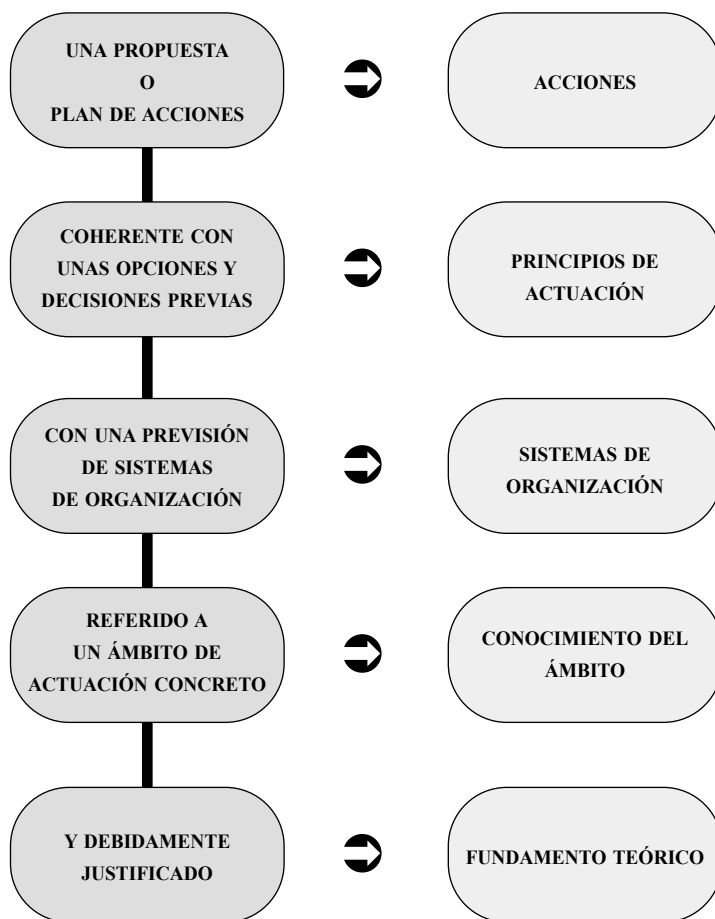 UNA PROPUESTA
O
PLAN DE ACCIONES
ACCIONES
COHERENTE CON
UNAS OPCIONES Y
DECISIONES PREVIAS
PRINCIPIOS DE
ACTUACIÓN
CON UNA PREVISIÓN
DE SISTEMAS
DE ORGANIZACIÓN
SISTEMAS DE
ORGANIZACIÓN
REFERIDO A
UN ÁMBITO DE
ACTUACIÓN CONCRETO
CONOCIMIENTO DEL
ÁMBITO
Y DEBIDAMENTE
JUSTIFICADO
FUNDAMENTO TEÓRICO